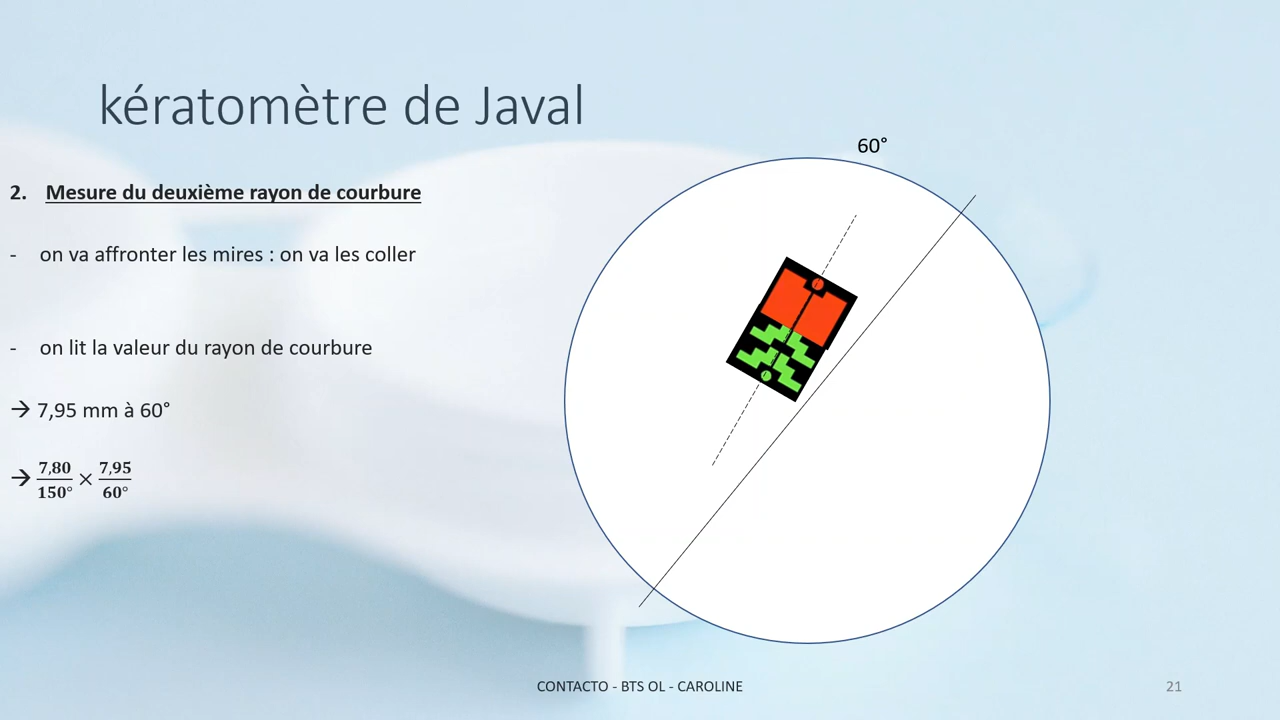 kératomètre de Javal
60°
2. Mesure du deuxième rayon de courbure
- on va affronter les mires : on va les coller
- on lit la valeur du rayon de courbure
→ 7,95 mm à 60°
→ 7,80/150° × 7,95/60°
CONTACTO - BTS OL - CAROLINE
21